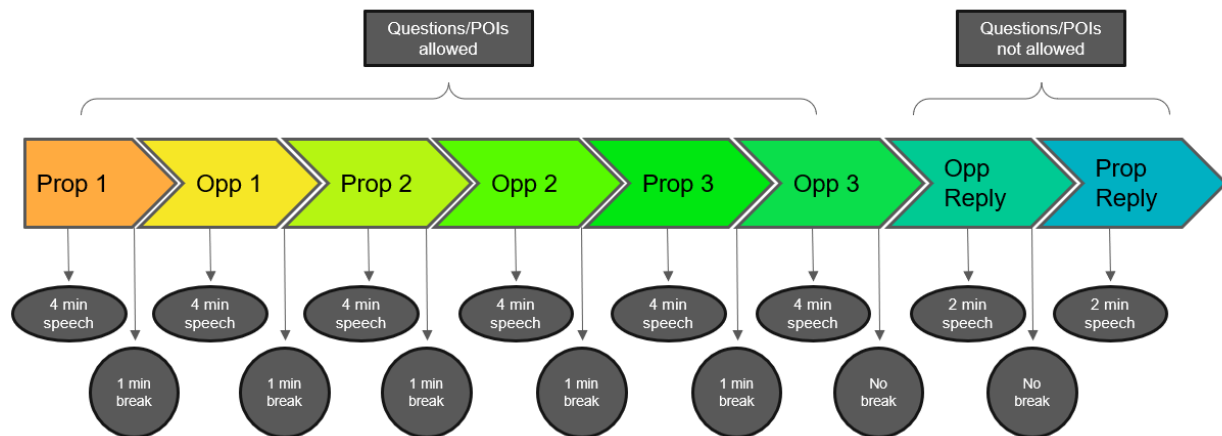 Questions/POIs
allowed
Questions/POIs
not allowed
Prop 1
Opp 1
Prop 2
Opp 2
Prop 3
Opp 3
Opp
Reply
Prop
Reply
4 min
speech
4 min
speech
4 min
speech
4 min
speech
4 min
speech
4 min
speech
2 min
speech
2 min
speech
1 min
break
1 min
break
1 min
break
1 min
break
1 min
break
No
break
No
break